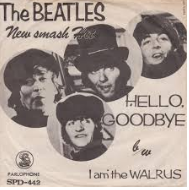 The BEATLES
New smash Hit
HELLO,
GOODBYE
b/w
I am the WALRUS
PARLOPHONE
SPD-442